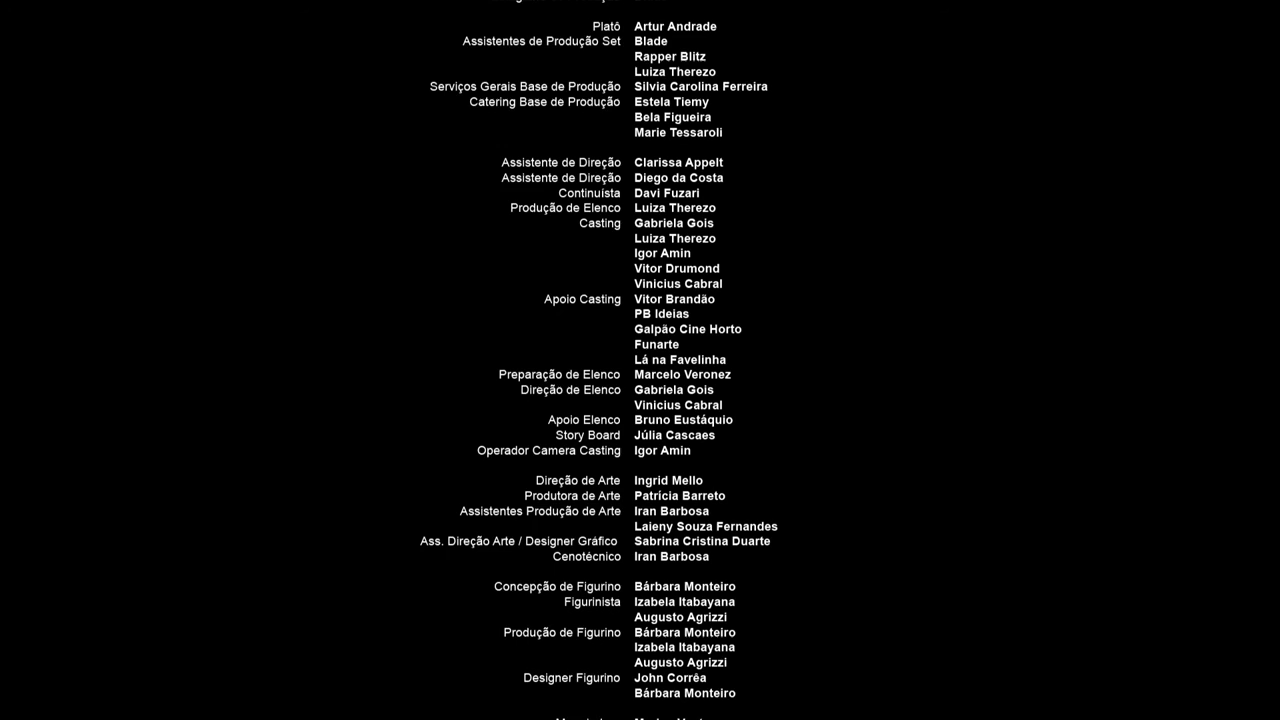 Platô Artur Andrade
Assistentes de Produção Set Blade
Rapper Blitz
Luiza Therezo
Serviços Gerais Base de Produção Silvia Carolina Ferreira
Catering Base de Produção Estela Tiemy
Bela Figueira
Marie Tessaroli
Assistente de Direção Clarissa Appelt
Assistente de Direção Diego da Costa
Continuísta Davi Fuzari
Produção de Elenco Luiza Therezo
Casting Gabriela Gois
Luiza Therezo
Igor Amin
Vitor Drumond
Vinicius Cabral
Apoio Casting Vitor Brandão
PB Ideias
Galpão Cine Horto
Funarte
Lá na Favelinha
Preparação de Elenco Marcelo Veronez
Direção de Elenco Gabriela Gois
Vinicius Cabral
Apoio Elenco Bruno Eustáquio
Story Board Júlia Cascaes
Operador Camera Casting Igor Amin
Direção de Arte Ingrid Mello
Produtora de Arte Patrícia Barreto
Assistentes Produção de Arte Iran Barbosa
Laieny Souza Fernandes
Ass. Direção Arte / Designer Gráfico Sabrina Cristina Duarte
Cenotécnico Iran Barbosa
Concepção de Figurino Bárbara Monteiro
Figurinista Izabela Itabayana
Augusto Agrizzi
Produção de Figurino Bárbara Monteiro
Izabela Itabayana
Augusto Agrizzi
Designer Figurino John Corrêa
Bárbara Monteiro